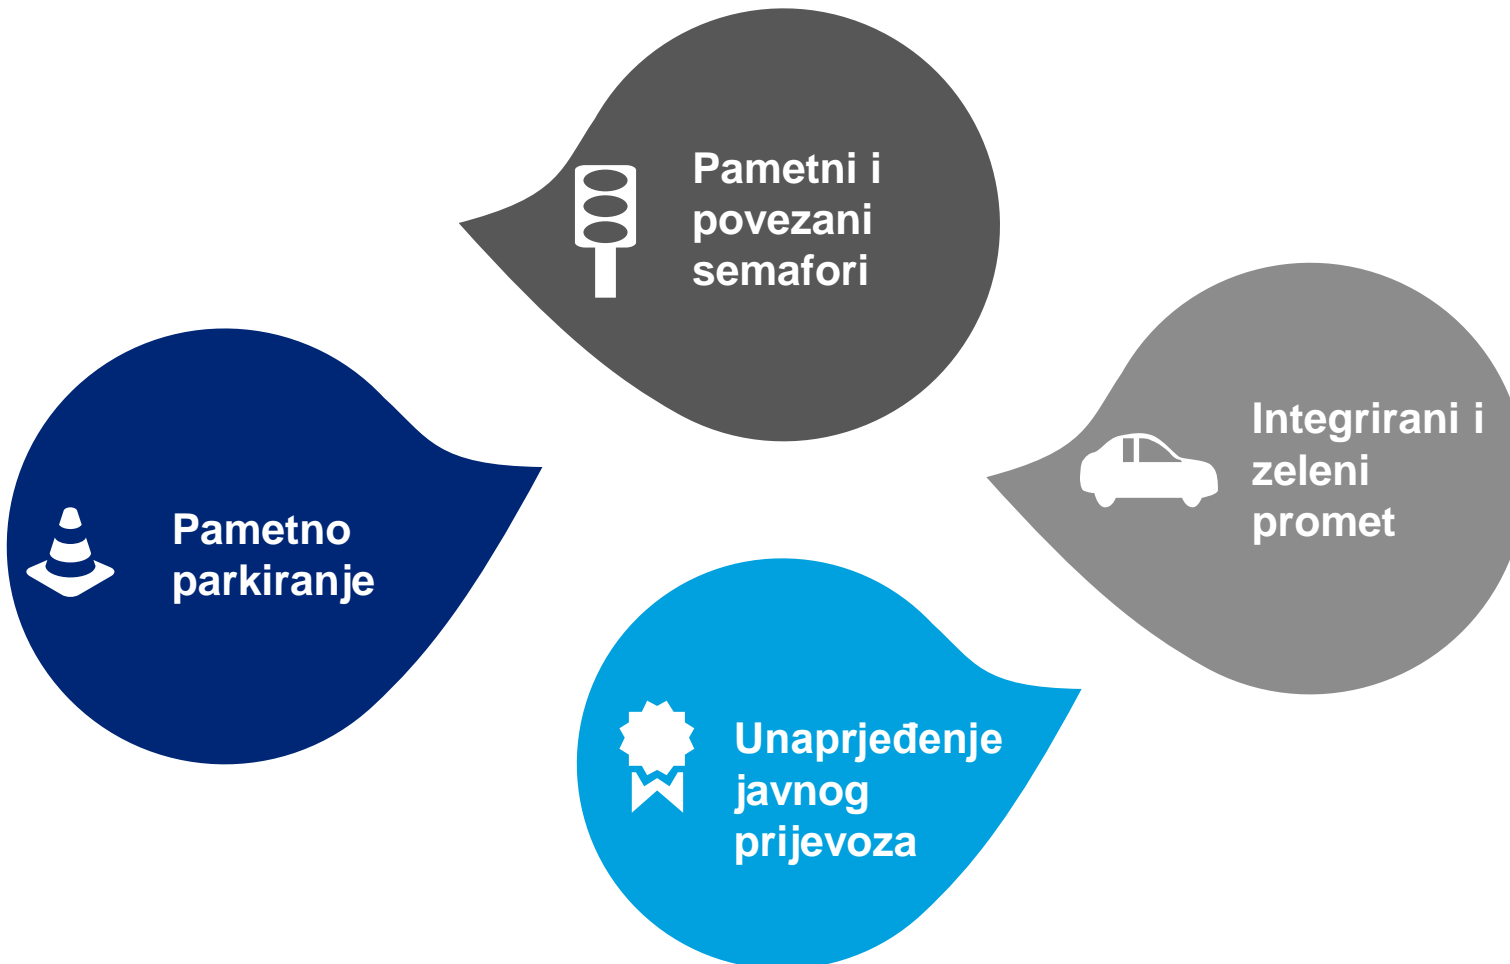 Pametni i
povezani
semafori
Integrirani i
zeleni
promet
Pametno
parkiranje
Unaprjeđenje
javnog
prijevoza